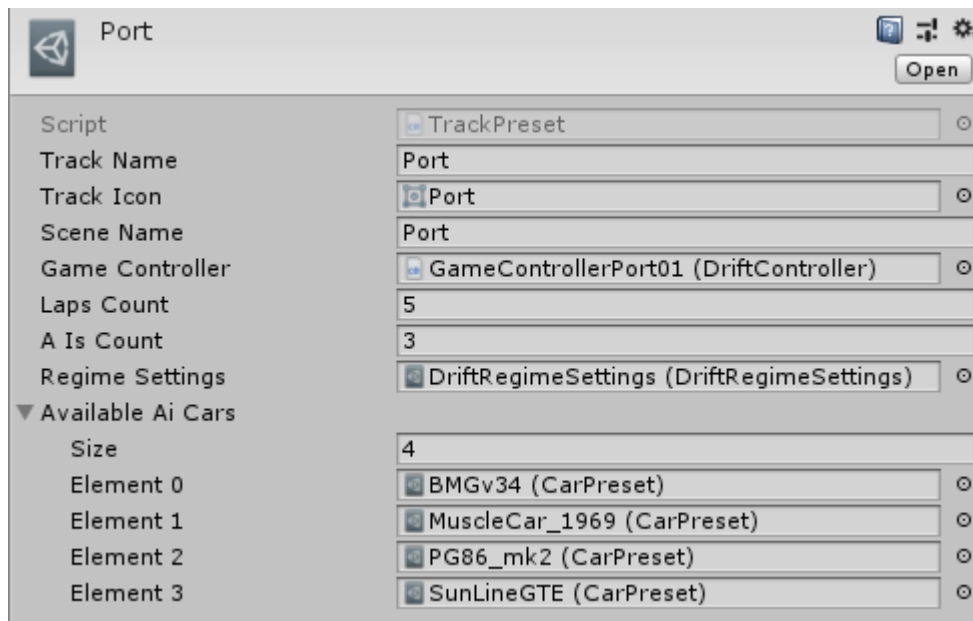 Port
Open
Script TrackPreset
Track Name Port
Track Icon Port
Scene Name Port
Game Controller GameControllerPort01 (DriftController)
Laps Count 5
A Is Count 3
Regime Settings DriftRegimeSettings (DriftRegimeSettings)
Available Ai Cars
Size 4
Element 0 BMGv34 (CarPreset)
Element 1 MuscleCar_1969 (CarPreset)
Element 2 PG86_mk2 (CarPreset)
Element 3 SunLineGTE (CarPreset)